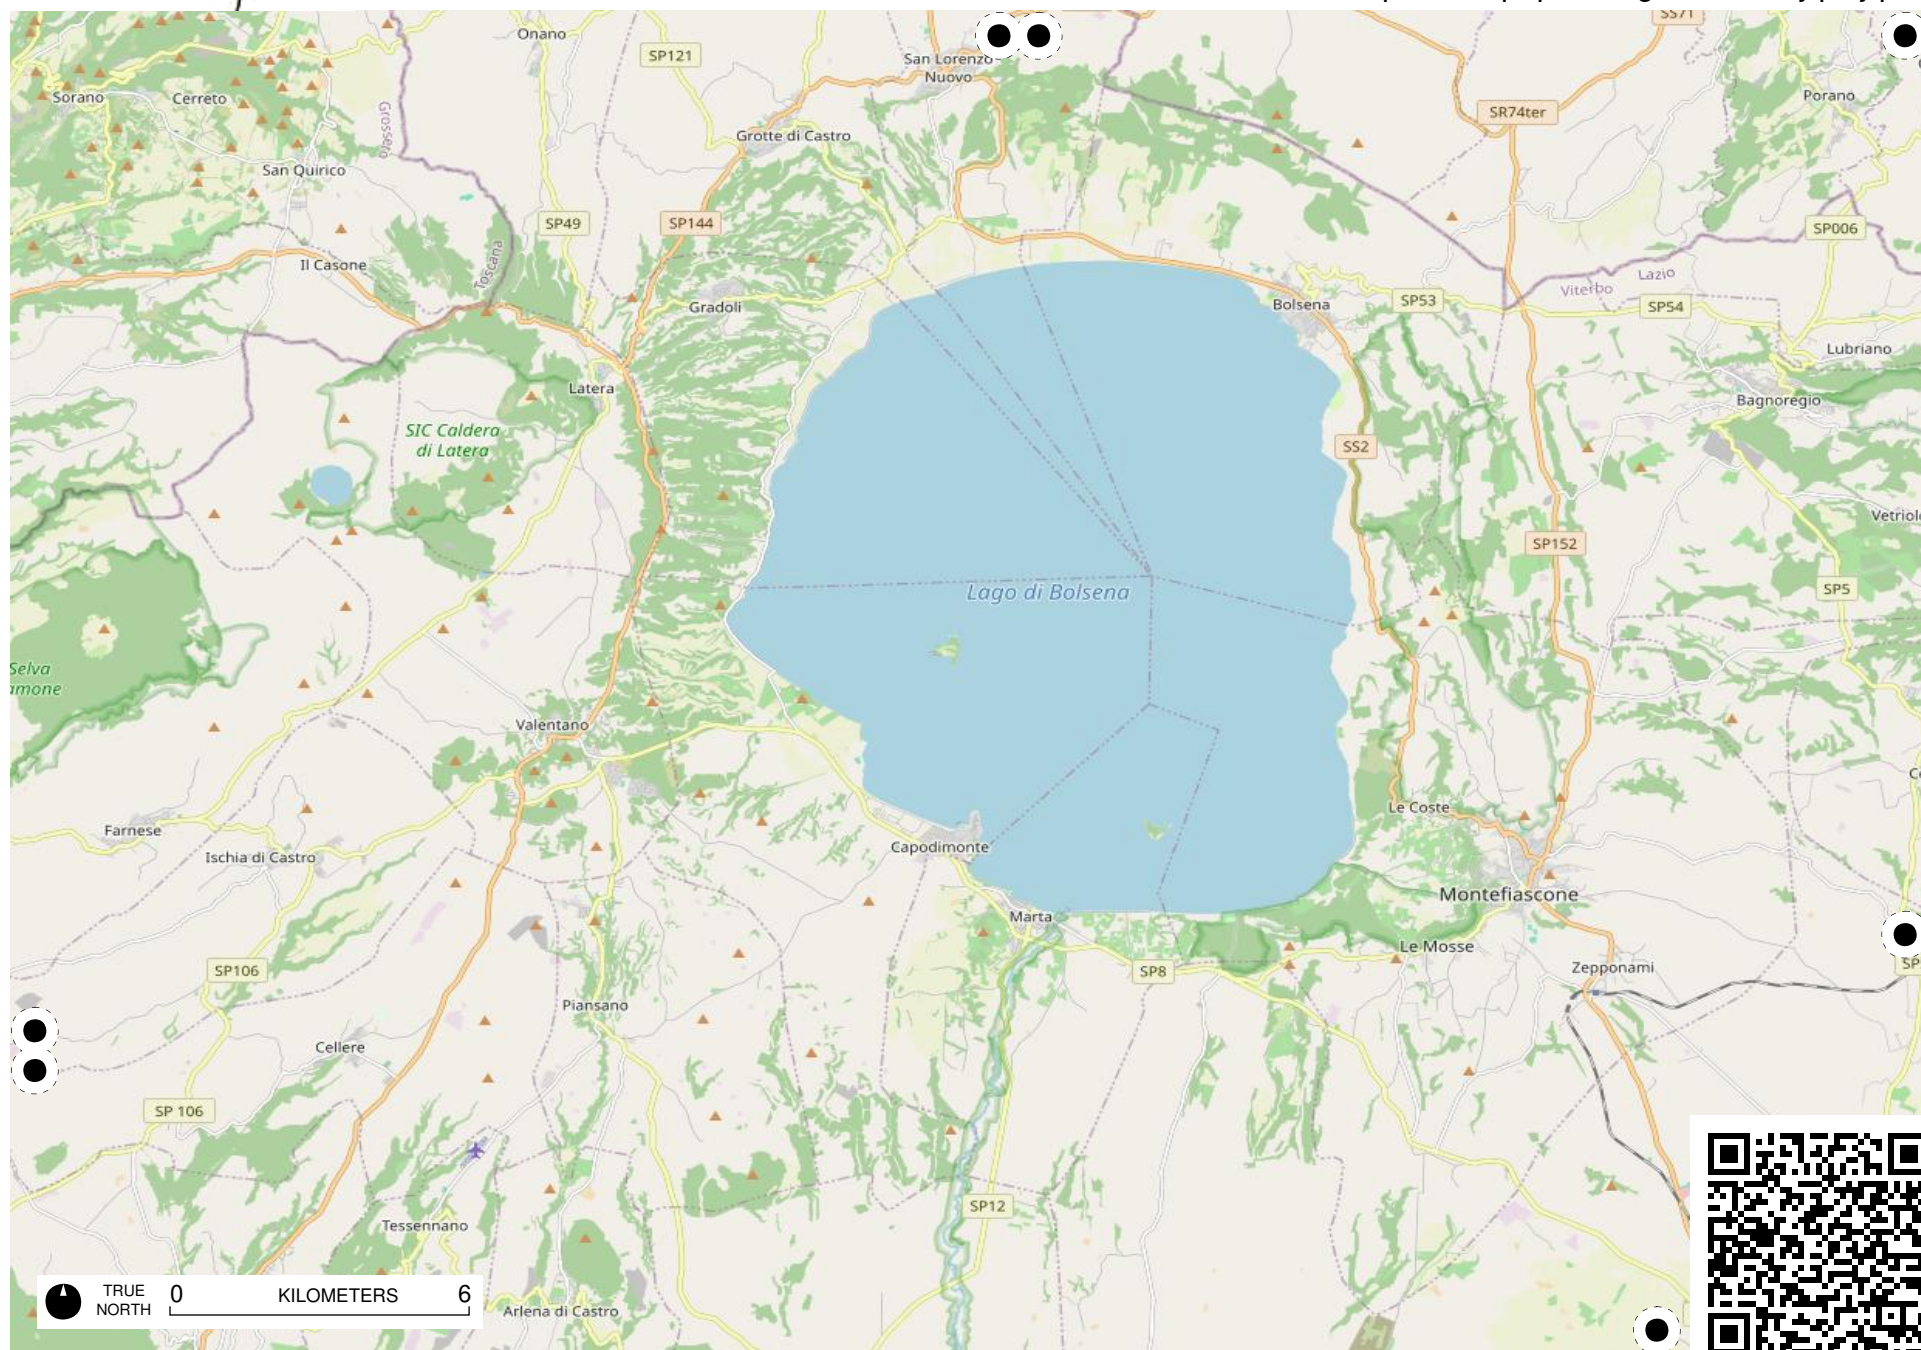 Onano
SP121
San Lorenzo
Nuovo
SS71
Sorano
Cerreto
Grosseto
Grotte di Castro
SR74ter
Porano
San Quirico
SP49
SP144
SP006
Toscana
Il Casone
Lazio
Viterbo
Gradoli
Bolsena
SP53
SP54
Lubriano
Latera
Bagnoregio
SIC Caldera
di Latera
SS2
Vetriolo
SP152
Lago di Bolsena
SP5
Selva
Valentano
Le Coste
Farnese
Ischia di Castro
Capodimonte
Montefiascone
Marta
Le Mosse
SP106
SP8
Zepponami
Piansano
Cellere
SP 106
SP12
Tessennano
TRUE
NORTH
0 KILOMETERS 6
Arlena di Castro